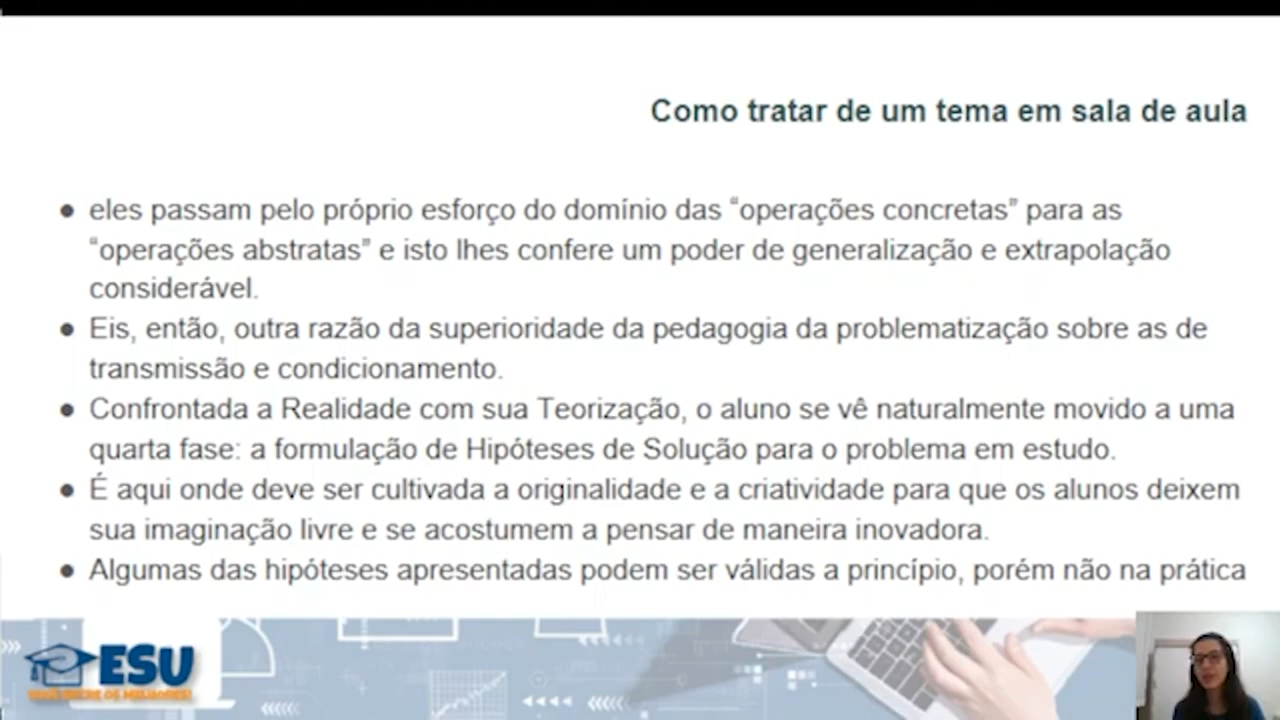 Como tratar de um tema em sala de aula
● eles passam pelo próprio esforço do domínio das “operações concretas” para as
“operações abstratas” e isto lhes confere um poder de generalização e extrapolação
considerável.
● Eis, então, outra razão da superioridade da pedagogia da problematização sobre as de
transmissão e condicionamento.
● Confrontada a Realidade com sua Teorização, o aluno se vê naturalmente movido a uma
quarta fase: a formulação de Hipóteses de Solução para o problema em estudo.
● É aqui onde deve ser cultivada a originalidade e a criatividade para que os alunos deixem
sua imaginação livre e se acostumem a pensar de maneira inovadora.
● Algumas das hipóteses apresentadas podem ser válidas a princípio, porém não na prática
ESU
VOCÊ ENTRE OS MELHORES!